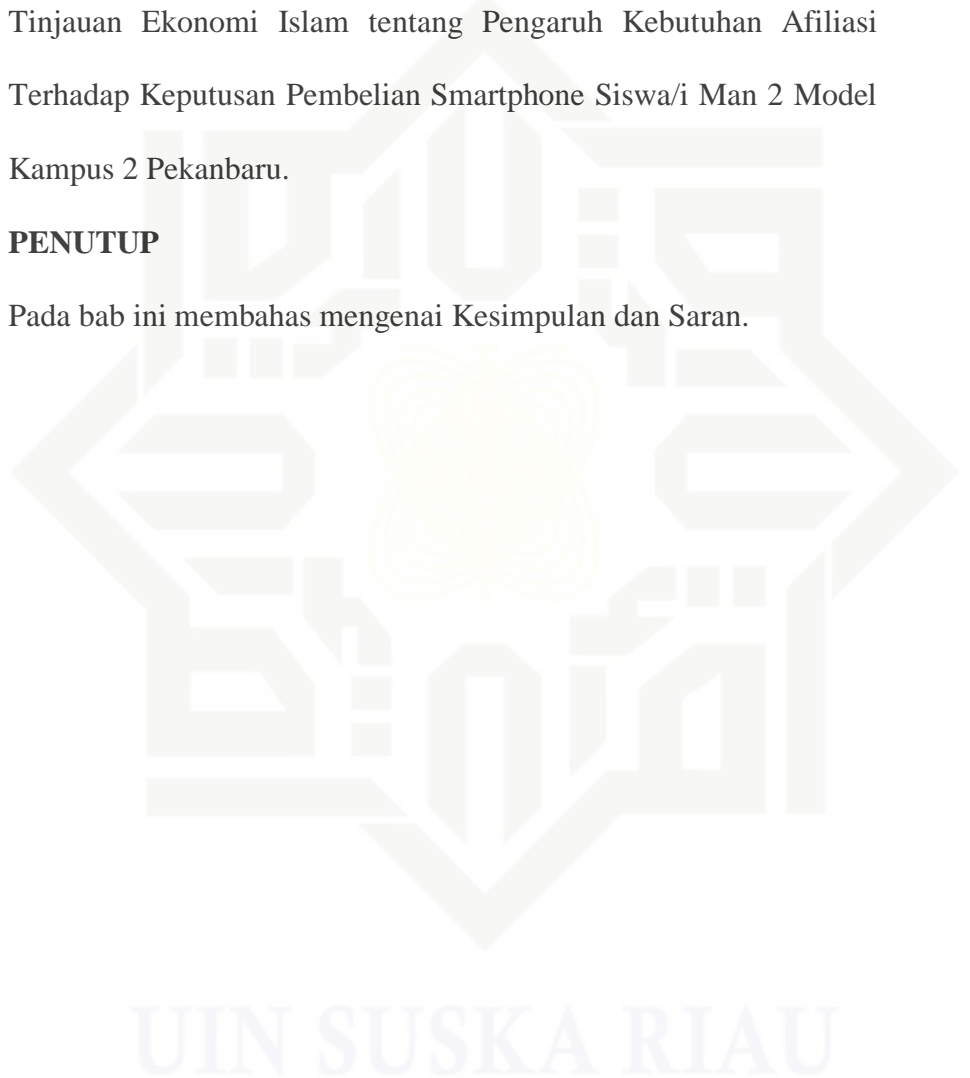 Tinjauan Ekonomi Islam tentang Pengaruh Kebutuhan Afiliasi
Terhadap Keputusan Pembelian Smartphone Siswa/i Man 2 Model
Kampus 2 Pekanbaru.
PENUTUP
Pada bab ini membahas mengenai Kesimpulan dan Saran.
UIN SUSKA RIAU